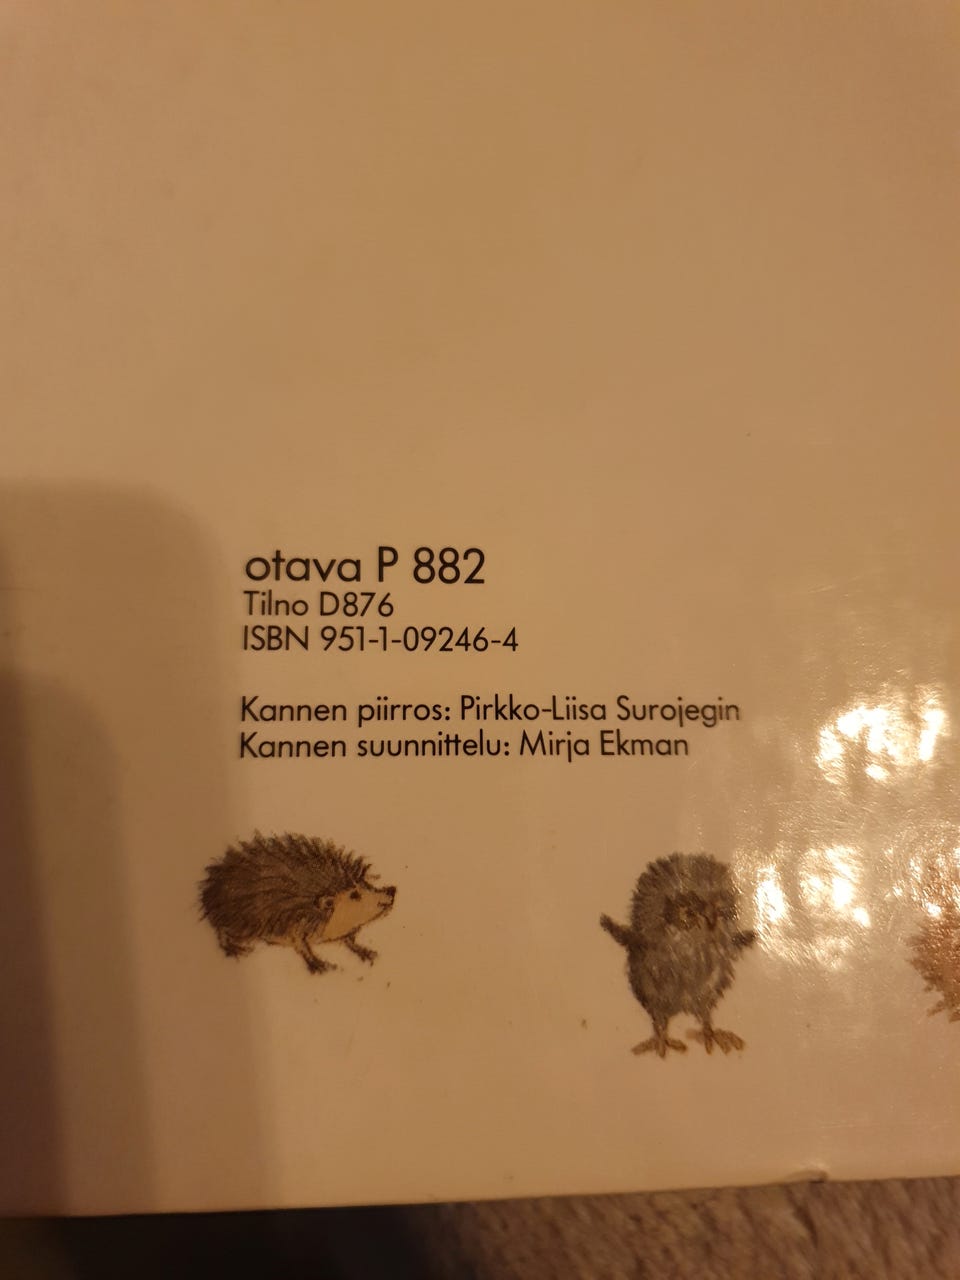 otava P 882
Tilno D876
ISBN 951-1-09246-4
Kannen piirros: Pirkko-Liisa Surojegin
Kannen suunnittelu: Mirja Ekman